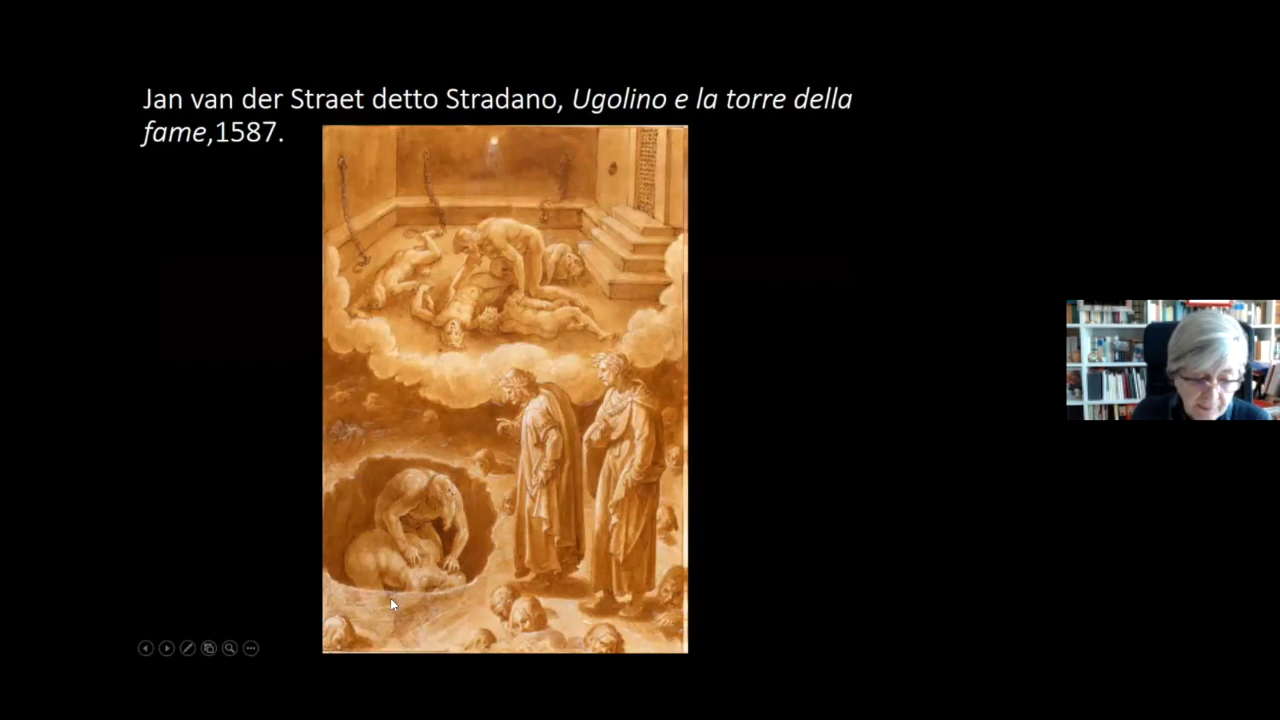 Jan van der Straet detto Stradano, Ugolino e la torre della
fame,1587.